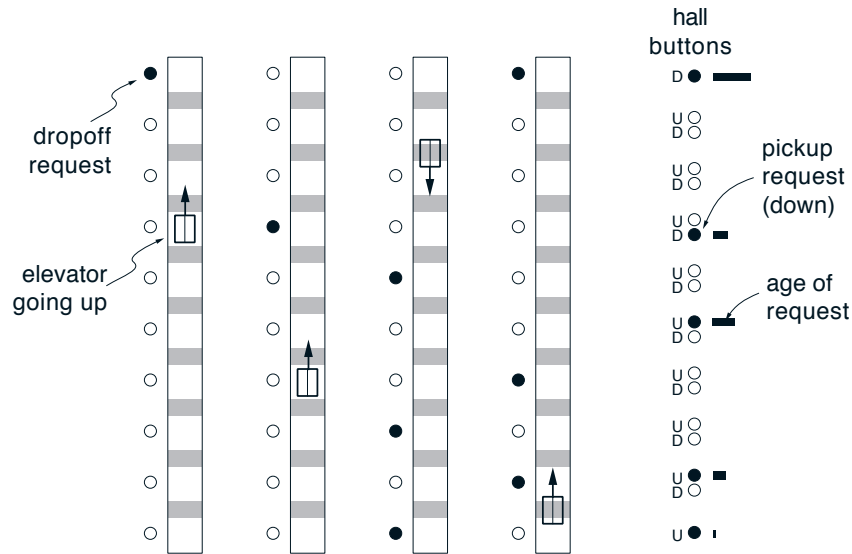 hall
buttons
D
dropoff
request
U
D
U
D
pickup
request
(down)
U
D
elevator
going up
U
D
age of
request
U
D
U
D
U
D
U
D
U